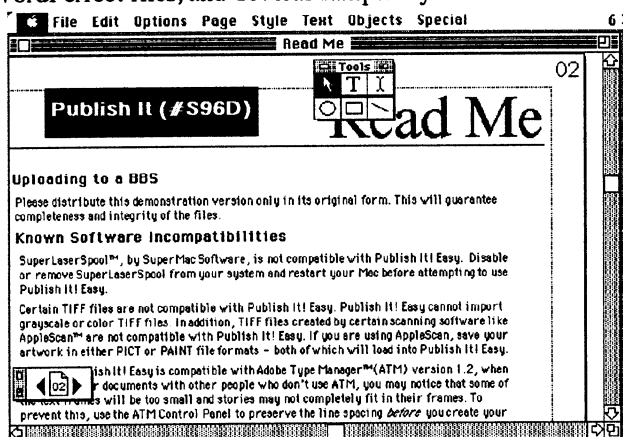 File Edit Options Page Style Text Objects Special
Read Me
Tools
T
02
Publish It (#S96D)
Read Me
Uploading to a BBS
Please distribute this demonstration version only in its original form. This will guarantee
completeness and integrity of the files.
Known Software Incompatibilities
SuperLaserSpool™, by SuperMac Software, is not compatible with Publish It! Easy. Disable
or remove SuperLaserSpool from your system and restart your Mac before attempting to use
Publish It! Easy.
Certain TIFF files are not compatible with Publish It! Easy. Publish It! Easy cannot import
grayscale or color TIFF files. In addition, TIFF files created by certain scanning software like
AppleScan™ are not compatible with Publish It! Easy. If you are using AppleScan, save your
artwork in either PICT or PAINT file formats - both of which will load into Publish It! Easy.
ish It! Easy is compatible with Adobe Type Manager™(ATM) version 1.2, when
02
r documents with other people who don't use ATM, you may notice that some of
the text frames will be too small and stories may not completely fit in their frames. To
prevent this, use the ATM Control Panel to preserve the line spacing before you create your